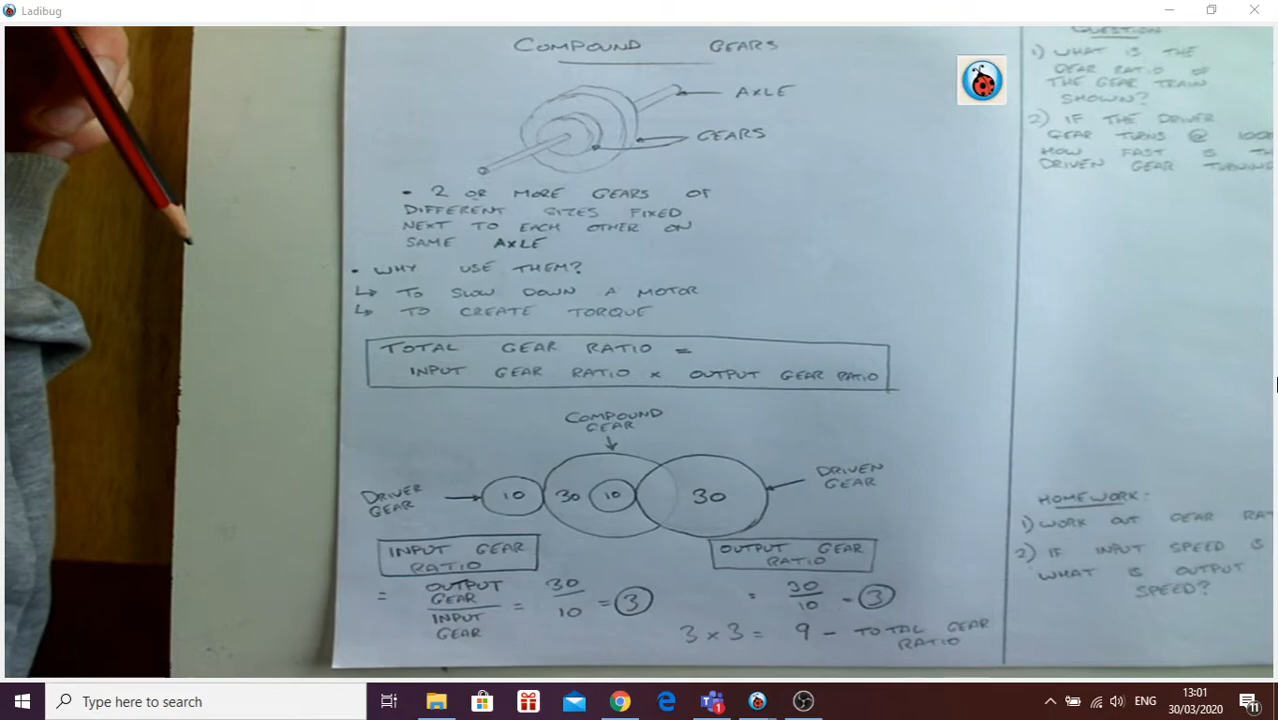 Ladibug
COMPOUND GEARS
AXLE
GEARS
• 2 OR MORE GEARS OF
DIFFERENT SIZES FIXED
NEXT TO EACH OTHER ON
SAME AXLE
• WHY USE THEM?
↳ TO SLOW DOWN A MOTOR
↳ TO CREATE TORQUE
TOTAL GEAR RATIO =
INPUT GEAR RATIO × OUTPUT GEAR RATIO
COMPOUND
GEAR
DRIVER
GEAR
10
30
10
30
DRIVEN
GEAR
INPUT GEAR
RATIO
= OUTPUT GEAR / INPUT GEAR = 30/10 = 3
OUTPUT GEAR
RATIO
= 30/10 = 3
3 × 3 = 9 - TOTAL GEAR
RATIO
QUESTION
1) WHAT IS THE
GEAR RATIO OF
THE GEAR TRAIN
SHOWN?
2) IF THE DRIVER
GEAR TURNS @ 100
HOW FAST IS
DRIVEN GEAR
HOMEWORK:
1) WORK OUT GEAR
2) IF INPUT SPEED IS
WHAT IS OUTPUT
SPEED?
Type here to search
1
ENG
13:01
30/03/2020
11